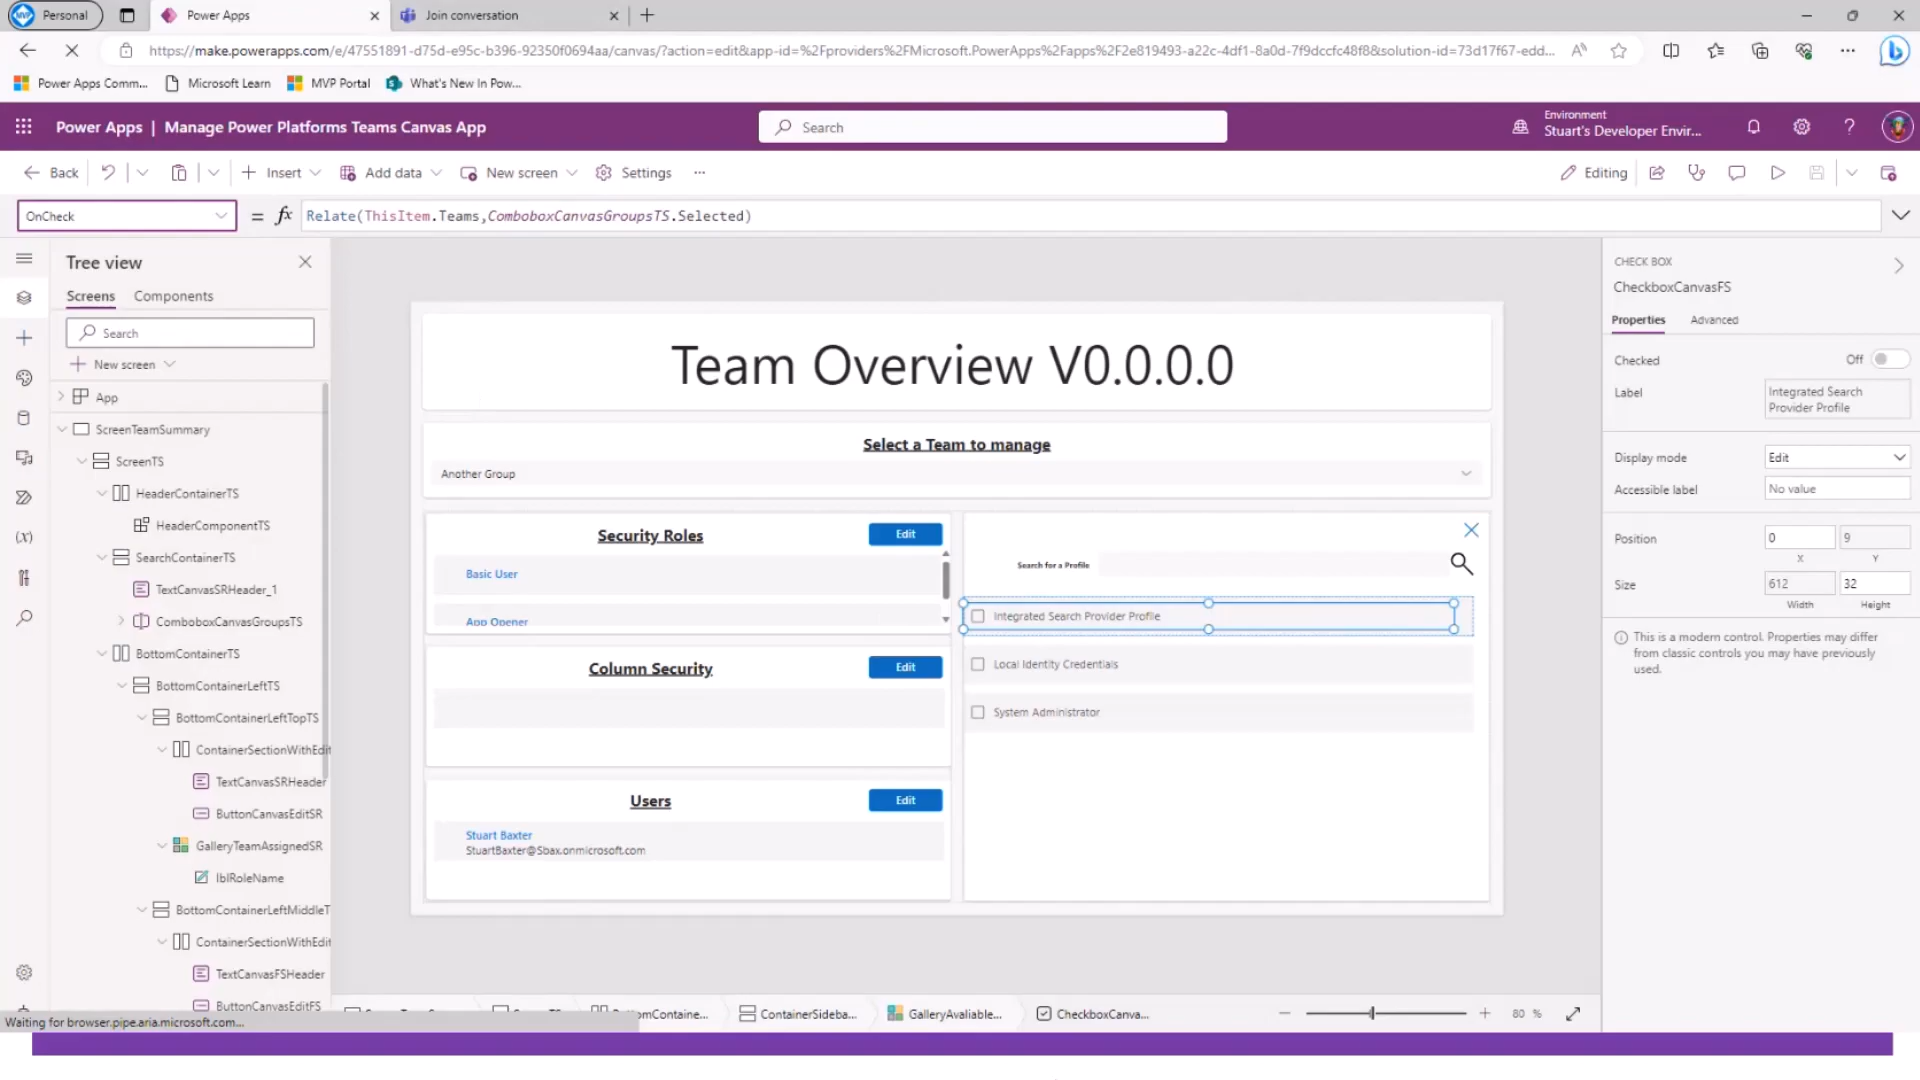 Personal
Power Apps
Join conversation
https://make.powerapps.com/e/47551891-d75d-e95c-b396-92350f0694aa/canvas/?action=edit&app-id=%2Fproviders%2FMicrosoft.PowerApps%2Fapps%2F2e819493-a22c-4df1-8a0d-7f9dccfc48f8&solution-id=73d17f67-edd...
Power Apps Comm...
Microsoft Learn
MVP Portal
What's New In Pow...
Power Apps | Manage Power Platforms Teams Canvas App
Search
Environment
Stuart's Developer Envir...
Back
Insert
Add data
New screen
Settings
Editing
OnCheck
= fx Relate(ThisItem.Teams,ComboboxCanvasGroupsTS.Selected)
Tree view
Screens
Components
Search
New screen
App
ScreenTeamSummary
ScreenTS
HeaderContainerTS
HeaderComponentTS
SearchContainerTS
TextCanvasSRHeader_1
ComboboxCanvasGroupsTS
BottomContainerTS
BottomContainerLeftTS
BottomContainerLeftTopTS
ContainerSectionWithEdit
TextCanvasSRHeader
ButtonCanvasEditSR
GalleryTeamAssignedSR
lblRoleName
BottomContainerLeftMiddleT
ContainerSectionWithEdit
TextCanvasFSHeader
ButtonCanvasEditFS
Waiting for browser.pipe.aria.microsoft.com...
Team Overview V0.0.0.0
Select a Team to manage
Another Group
Security Roles
Edit
Basic User
App Opener
Column Security
Edit
Users
Edit
Stuart Baxter
StuartBaxter@Sbax.onmicrosoft.com
Search for a Profile
Integrated Search Provider Profile
Local Identity Credentials
System Administrator
ContainerSideba...
GalleryAvaliable...
CheckboxCanva...
80 %
CHECK BOX
CheckboxCanvasFS
Properties
Advanced
Checked
Off
Label
Integrated Search
Provider Profile
Display mode
Edit
Accessible label
No value
Position
0
9
X
Y
Size
612
32
Width
Height
This is a modern control. Properties may differ
from classic controls you may have previously
used.